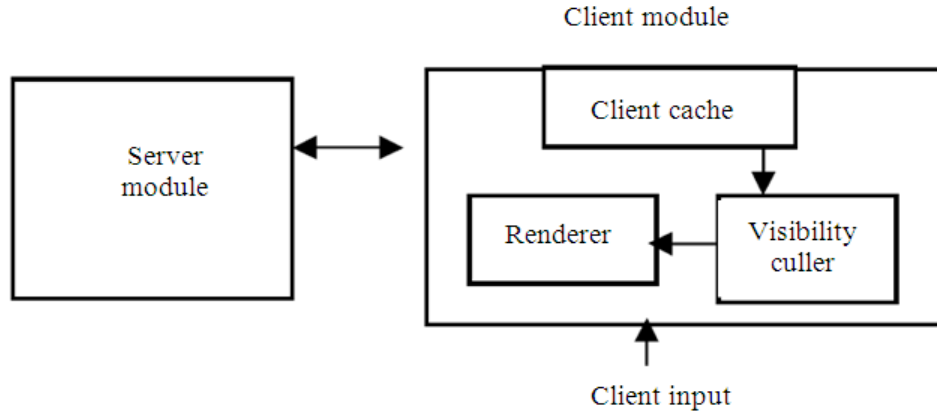 Client module
Client cache
Server
module
Renderer
Visibility
culler
Client input